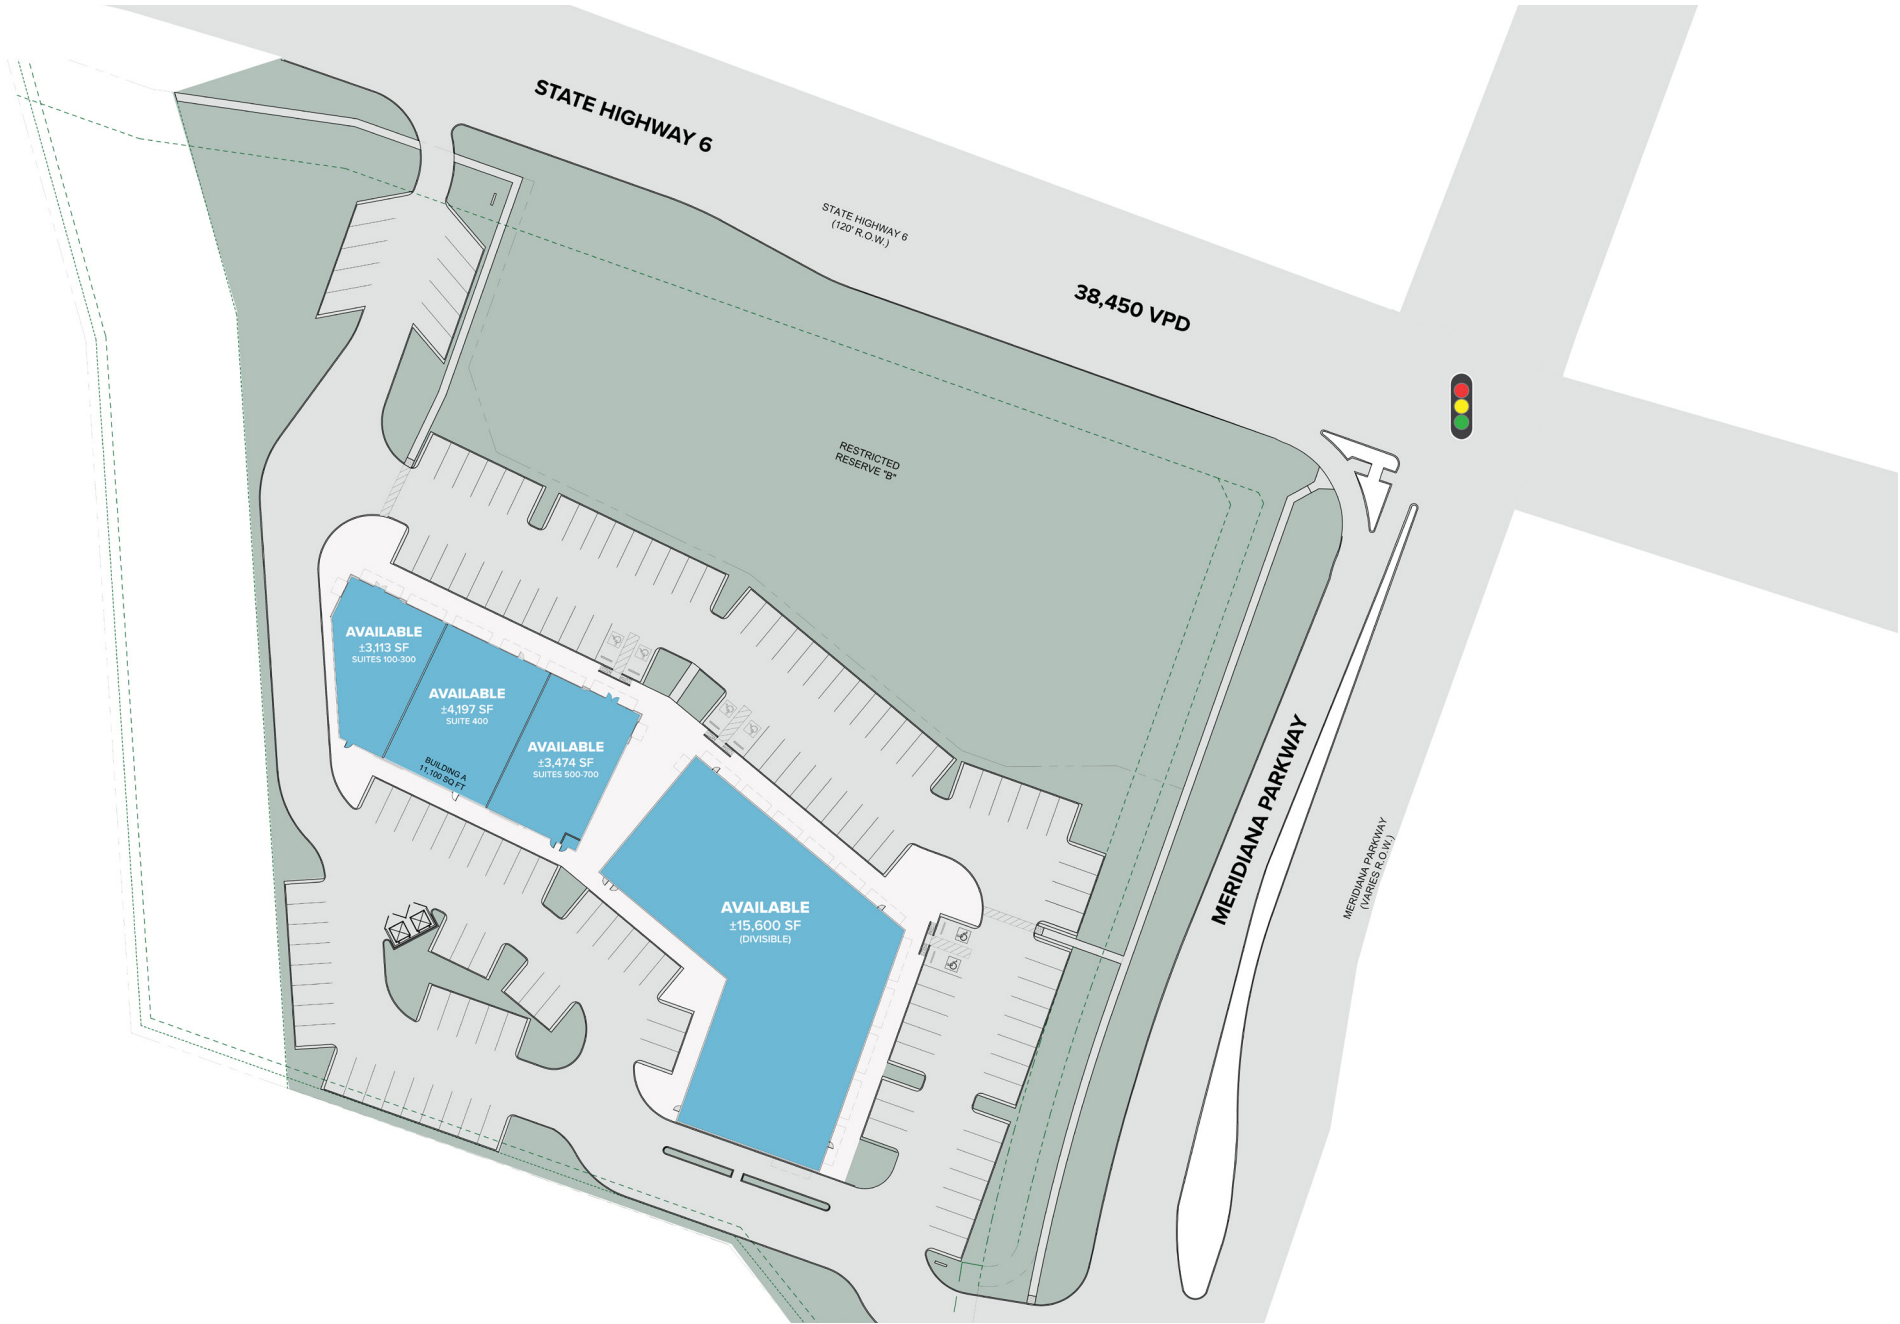 STATE HIGHWAY 6
STATE HIGHWAY 6
(120' R.O.W.)
38,450 VPD
RESTRICTED
RESERVE "B"
AVAILABLE
±3,113 SF
SUITES 100-300
AVAILABLE
±4,197 SF
SUITE 400
AVAILABLE
±3,474 SF
SUITES 500-700
BUILDING A
11,100 SQ FT
AVAILABLE
±15,600 SF
(DIVISIBLE)
MERIDIANA PARKWAY
MERIDIANA PARKWAY
(VARIES R.O.W.)